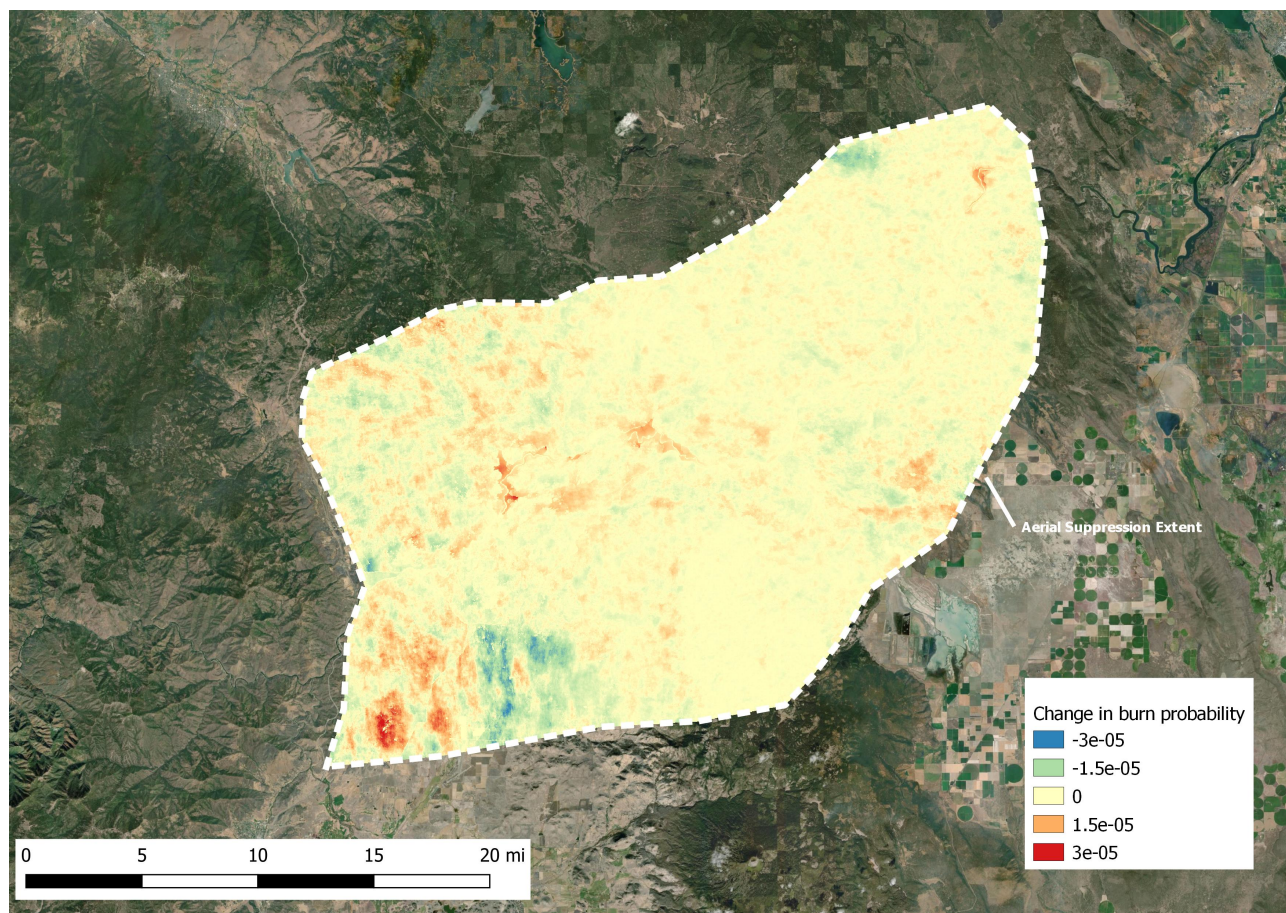 Aerial Suppression Extent
Change in burn probability
-3e-05
-1.5e-05
0
1.5e-05
3e-05
0 5 10 15 20 mi